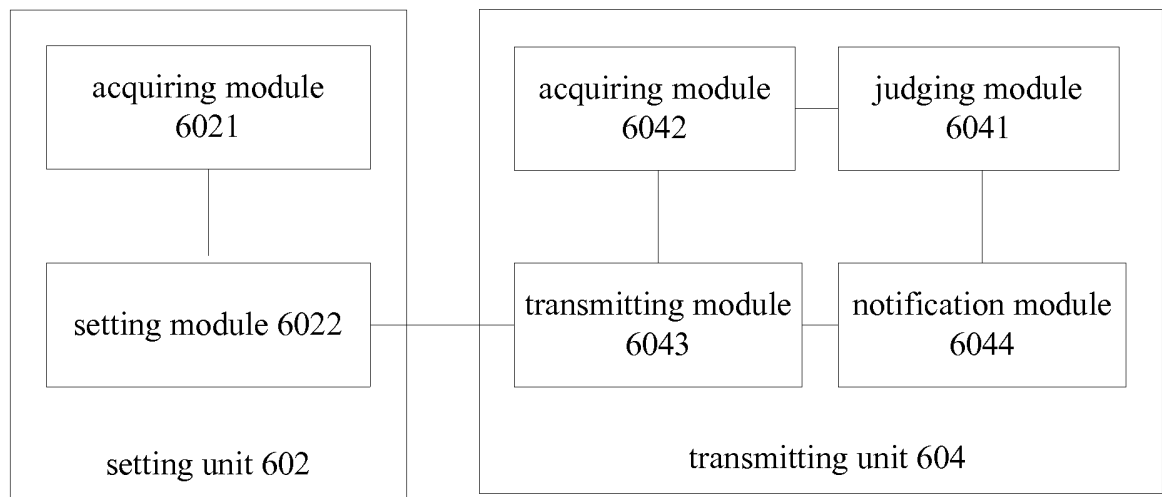 acquiring module
6021
setting module 6022
setting unit 602
acquiring module
6042
judging module
6041
transmitting module
6043
notification module
6044
transmitting unit 604